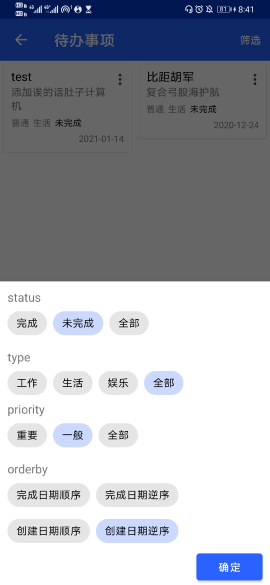 8:41
待办事项
筛选
test
添加诶的话肚子计算
机
普通 生活 未完成
2021-01-14
比距胡军
复合弓股海护航
普通 生活 未完成
2020-12-24
status
完成 未完成 全部
type
工作 生活 娱乐 全部
priority
重要 一般 全部
orderby
完成日期顺序 完成日期逆序
创建日期顺序 创建日期逆序
确定